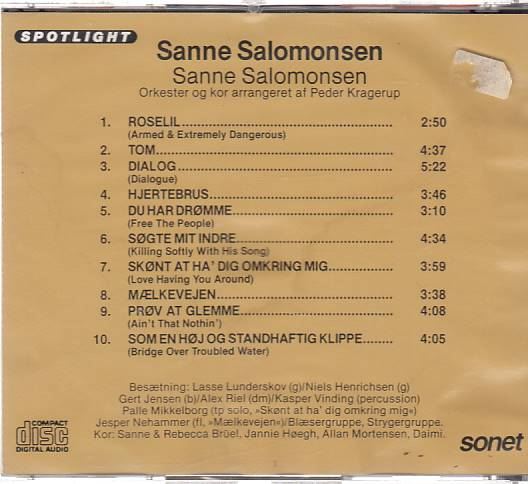 SPOTLIGHT
Sanne Salomonsen
Sanne Salomonsen
Orkester og kor arrangeret af Peder Kragerup
1. ROSELIL 2:50
(Armed & Extremely Dangerous)
2. TOM 4:37
3. DIALOG 5:22
(Dialogue)
4. HJERTEBRUS 3:46
5. DU HAR DRØMME 3:10
(Free The People)
6. SØGTE MIT INDRE 4:34
(Killing Softly With His Song)
7. SKØNT AT HA' DIG OMKRING MIG 3:59
(Love Having You Around)
8. MÆLKEVEJEN 3:38
9. PRØV AT GLEMME 4:08
(Ain't That Nothin')
10. SOM EN HØJ OG STANDHAFTIG KLIPPE 4:05
(Bridge Over Troubled Water)
Besætning: Lasse Lunderskov (g)/Niels Henrichsen (g)
Gert Jensen (b)/Alex Riel (dm)/Kasper Vinding (percussion)
Palle Mikkelborg (tp solo, »Skønt at ha' dig omkring mig«)
Jesper Nehammer (fl, »Mælkevejen«)/Blæsergruppe, Strygergruppe.
Kor: Sanne & Rebecca Brüel, Jannie Høegh, Allan Mortensen, Daimi.
COMPACT
disc
DIGITAL AUDIO
sonet